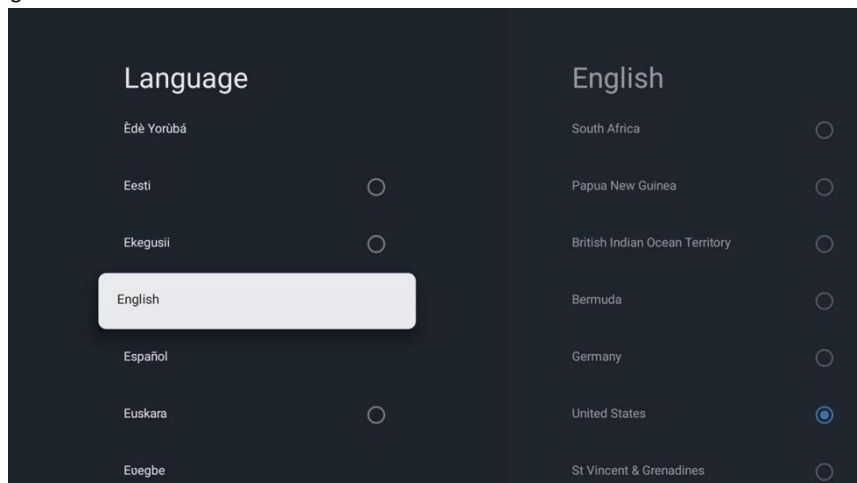 Language
Èdè Yorùbá
Eesti
Ekegusii
English
Español
Euskara
Eʋegbe
English
South Africa
Papua New Guinea
British Indian Ocean Territory
Bermuda
Germany
United States
St Vincent & Grenadines